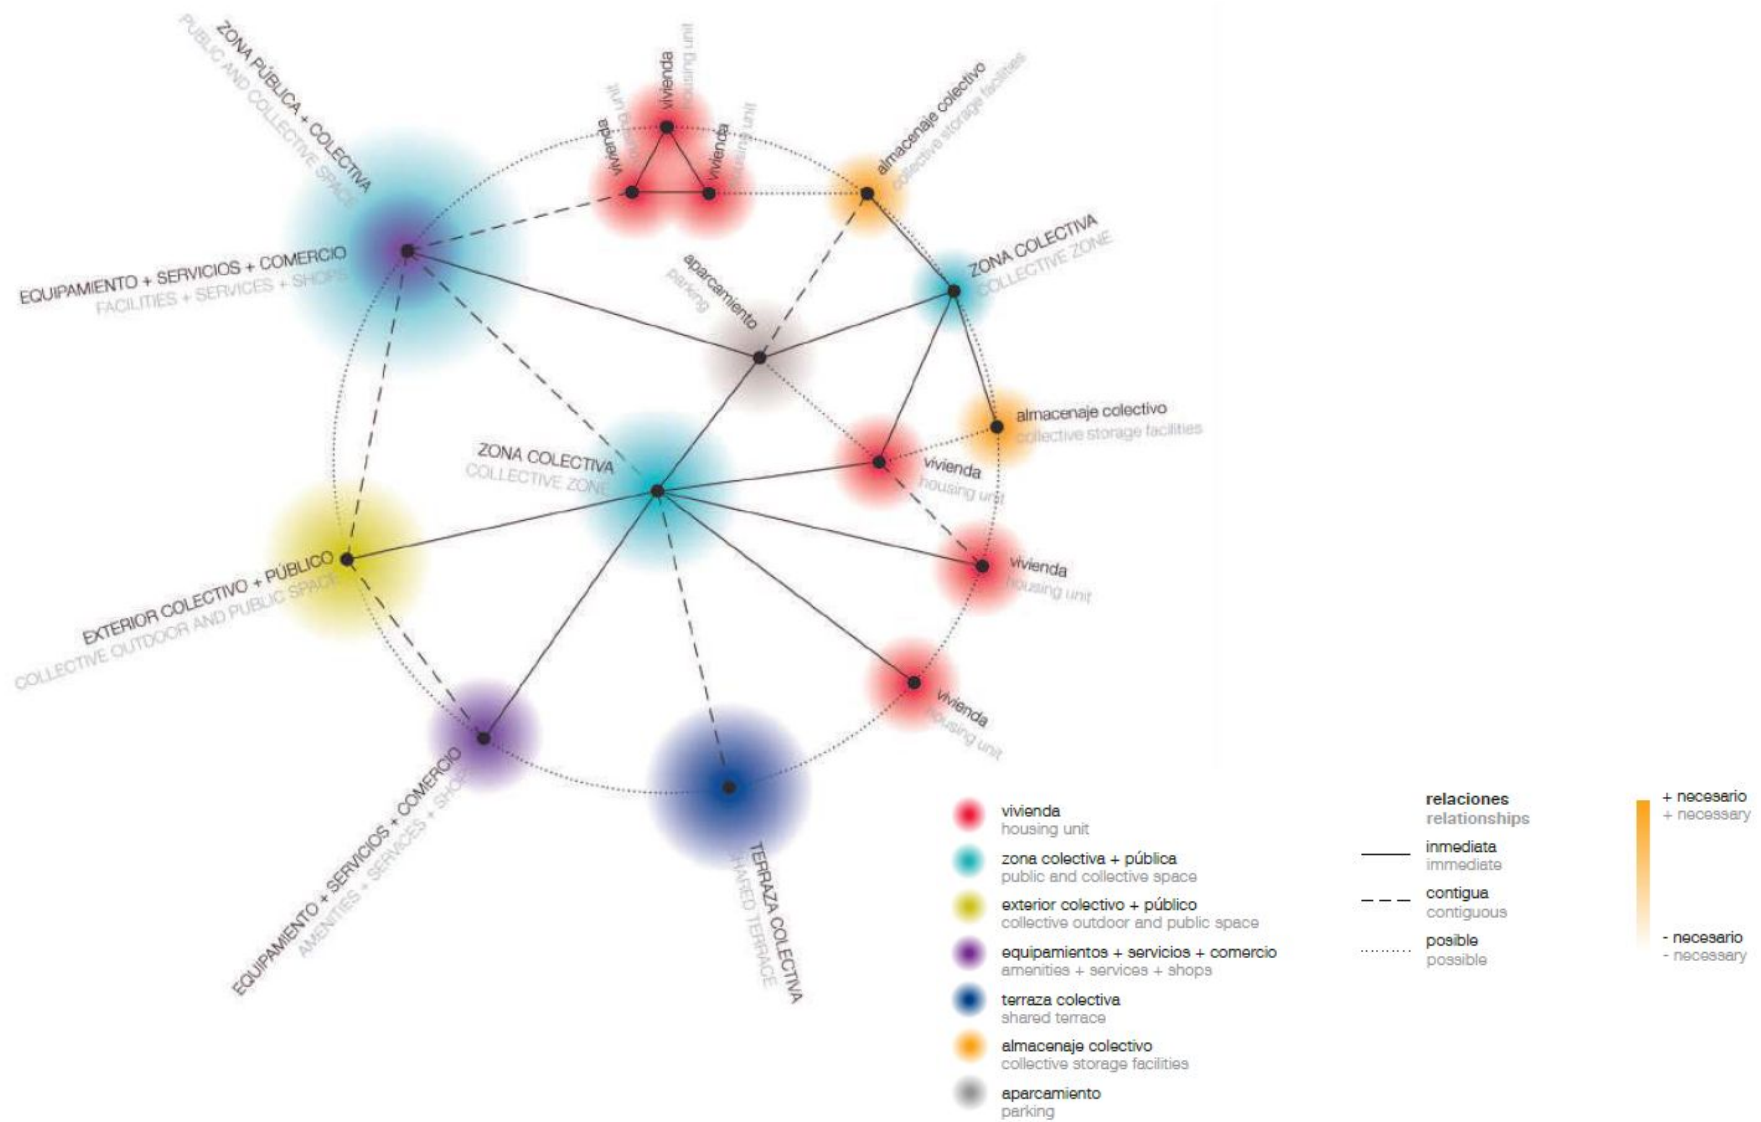 ZONA PÚBLICA + COLECTIVA
PUBLIC AND COLLECTIVE SPACE
EQUIPAMIENTO + SERVICIOS + COMERCIO
FACILITIES + SERVICES + SHOPS
vivienda
housing unit
vivienda
housing unit
vivienda
housing unit
almacenaje colectivo
collective storage facilities
ZONA COLECTIVA
COLLECTIVE ZONE
aparcamiento
parking
almacenaje colectivo
collective storage facilities
ZONA COLECTIVA
COLLECTIVE ZONE
vivienda
housing unit
vivienda
housing unit
vivienda
housing unit
EXTERIOR COLECTIVO + PÚBLICO
COLLECTIVE OUTDOOR AND PUBLIC SPACE
EQUIPAMIENTO + SERVICIOS + COMERCIO
AMENITIES + SERVICES + SHOPS
TERRAZA COLECTIVA
SHARED TERRACE
vivienda
housing unit
zona colectiva + pública
public and collective space
exterior colectivo + público
collective outdoor and public space
equipamientos + servicios + comercio
amenities + services + shops
terraza colectiva
shared terrace
almacenaje colectivo
collective storage facilities
aparcamiento
parking
relaciones
relationships
inmediata
immediate
contigua
contiguous
posible
possible
+ necesario
+ necessary
- necesario
- necessary